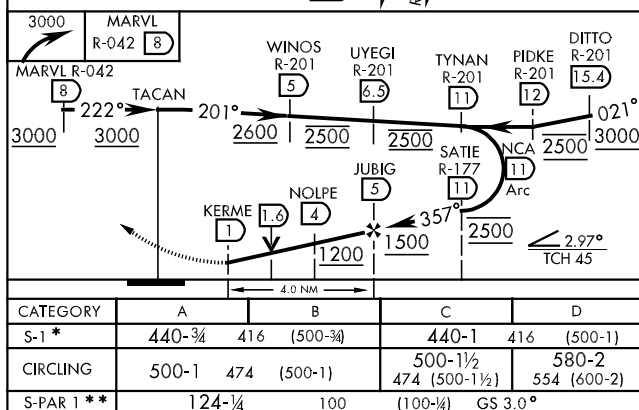 3000 MARVL
R-042 8
MARVL R-042
8
222°
3000
TACAN
3000
201°
WINOS
R-201
5
2600
2500
UYEGI
R-201
6.5
2500
TYNAN
R-201
11
PIDKE
R-201
12
2500
DITTO
R-201
15.4
021°
3000
SATIE
R-177
11
NCA
11
Arc
2500
357°
JUBIG
5
1500
NOLPE
4
1200
1.6
KERME
1
4.0 NM
2.97°
TCH 45
CATEGORY A B C D
S-1 * 440-¾ 416 (500-¾) 440-1 416 (500-1)
CIRCLING 500-1 474 (500-1) 500-1½ 474 (500-1½) 580-2 554 (600-2)
S-PAR 1 ** 124-¼ 100 (100-¼) GS 3.0°